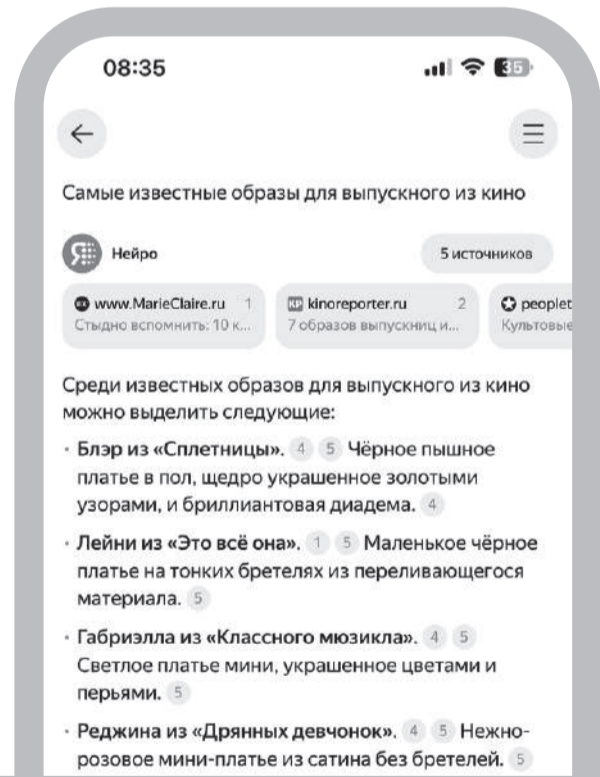 08:35
35
Самые известные образы для выпускного из кино
Нейро
5 источников
www.MarieClaire.ru 1
Стыдно вспомнить: 10 к...
KP kinoreporter.ru 2
7 образов выпускниц и...
peoplet
Культовые
Среди известных образов для выпускного из кино
можно выделить следующие:
• Блэр из «Сплетницы». 4 5 Чёрное пышное
платье в пол, щедро украшенное золотыми
узорами, и бриллиантовая диадема. 4
• Лейни из «Это всё она». 1 5 Маленькое чёрное
платье на тонких бретелях из переливающегося
материала. 5
• Габриэлла из «Классного мюзикла». 4 5
Светлое платье мини, украшенное цветами и
перьями. 5
• Реджина из «Дрянных девчонок». 4 5 Нежно-
розовое мини-платье из сатина без бретелей. 5